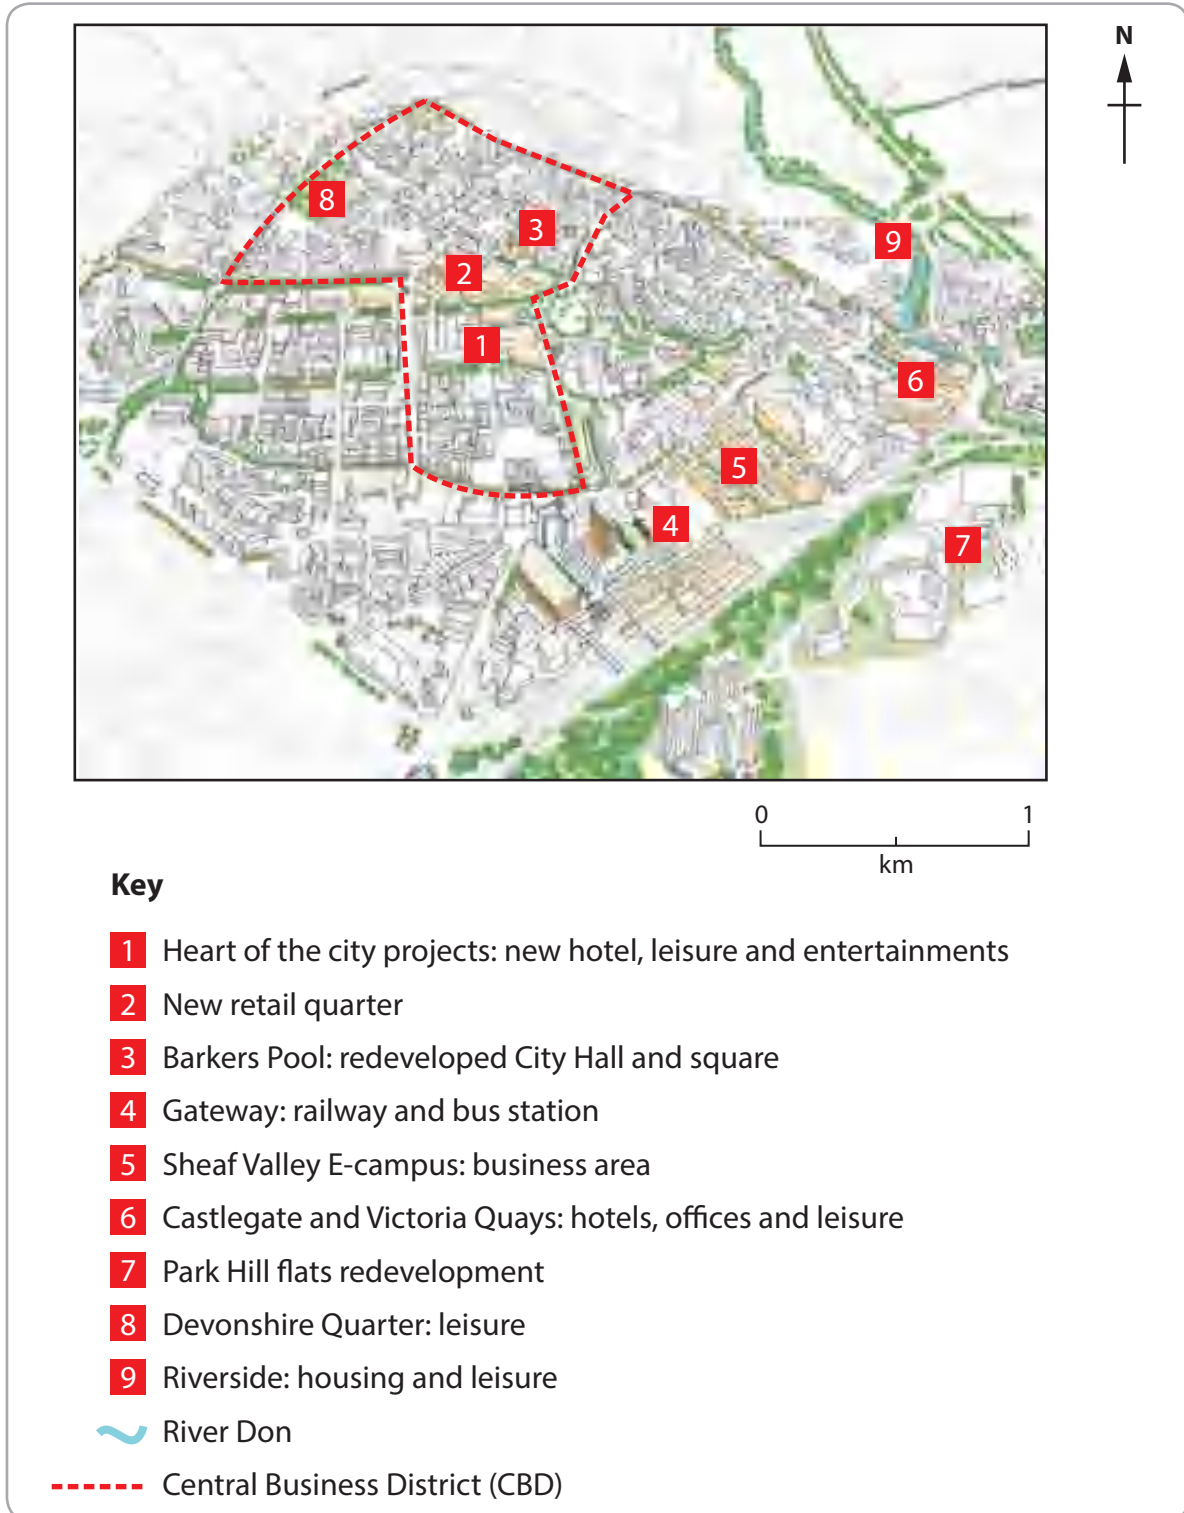 N
8
3
9
2
1
6
5
4
7
0 1
km
Key
1 Heart of the city projects: new hotel, leisure and entertainments
2 New retail quarter
3 Barkers Pool: redeveloped City Hall and square
4 Gateway: railway and bus station
5 Sheaf Valley E-campus: business area
6 Castlegate and Victoria Quays: hotels, offices and leisure
7 Park Hill flats redevelopment
8 Devonshire Quarter: leisure
9 Riverside: housing and leisure
River Don
Central Business District (CBD)